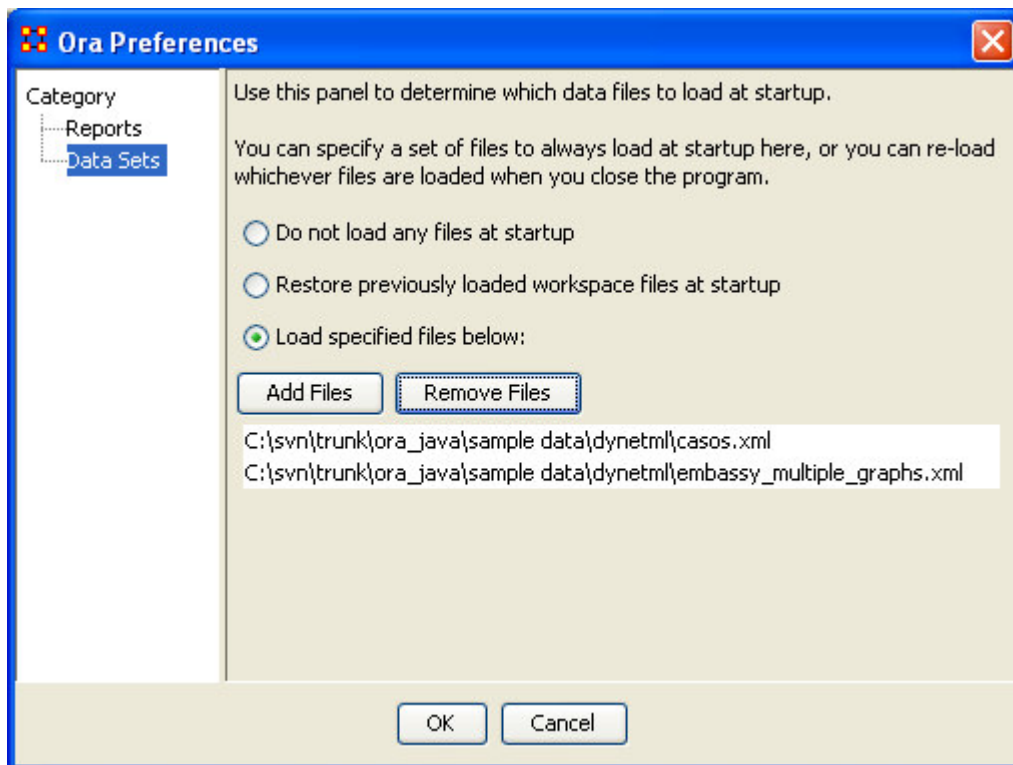 Ora Preferences
Category
Reports
Data Sets
Use this panel to determine which data files to load at startup.
You can specify a set of files to always load at startup here, or you can re-load
whichever files are loaded when you close the program.
Do not load any files at startup
Restore previously loaded workspace files at startup
Load specified files below:
Add Files
Remove Files
C:\svn\trunk\ora_java\sample data\dynetml\casos.xml
C:\svn\trunk\ora_java\sample data\dynetml\embassy_multiple_graphs.xml
OK
Cancel